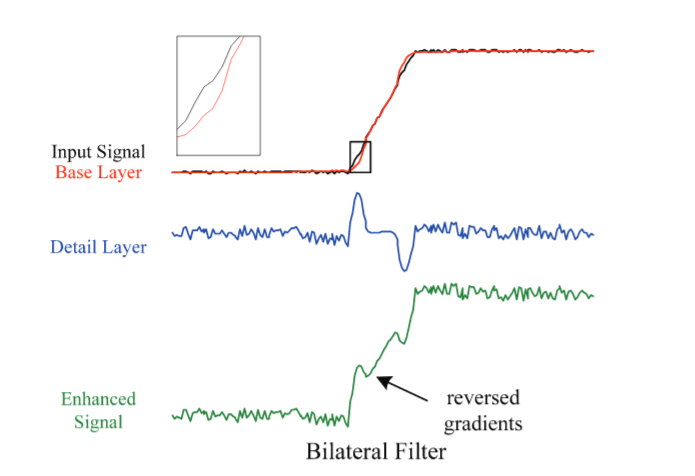 Input Signal
Base Layer
Detail Layer
Enhanced
Signal
reversed
gradients
Bilateral Filter